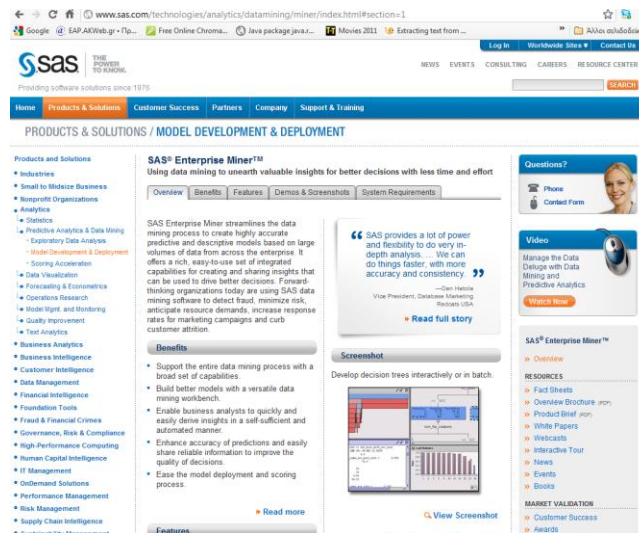 www.sas.com/technologies/analytics/datamining/miner/index.html#section=1
Google
EAP.AKWeb.gr - Πρ...
Free Online Chroma...
Java package java.r...
Movies 2011
Extracting text from ...
Άλλοι σελιδοδείκ
Log In
Worldwide Sites
Contact Us
sas
THE POWER TO KNOW.
NEWS EVENTS CONSULTING CAREERS RESOURCE CENTER
Providing software solutions since 1976
SEARCH
Home
Products & Solutions
Customer Success
Partners
Company
Support & Training
PRODUCTS & SOLUTIONS / MODEL DEVELOPMENT & DEPLOYMENT
Products and Solutions
Industries
Small to Midsize Business
Nonprofit Organizations
Analytics
Statistics
Predictive Analytics & Data Mining
Exploratory Data Analysis
Model Development & Deployment
Scoring Acceleration
Data Visualization
Forecasting & Econometrics
Operations Research
Model Mgmt. and Monitoring
Quality Improvement
Text Analytics
Business Analytics
Business Intelligence
Customer Intelligence
Data Management
Financial Intelligence
Foundation Tools
Fraud & Financial Crimes
Governance, Risk & Compliance
High-Performance Computing
Human Capital Intelligence
IT Management
OnDemand Solutions
Performance Management
Risk Management
Supply Chain Intelligence
SAS® Enterprise Miner™
Using data mining to unearth valuable insights for better decisions with less time and effort
Overview
Benefits
Features
Demos & Screenshots
System Requirements
SAS Enterprise Miner streamlines the data
mining process to create highly accurate
predictive and descriptive models based on large
volumes of data from across the enterprise. It
offers a rich, easy-to-use set of integrated
capabilities for creating and sharing insights that
can be used to drive better decisions. Forward-
thinking organizations today are using SAS data
mining software to detect fraud, minimize risk,
anticipate resource demands, increase response
rates for marketing campaigns and curb
customer attrition.
Benefits
Support the entire data mining process with a
broad set of capabilities.
Build better models with a versatile data
mining workbench.
Enable business analysts to quickly and
easily derive insights in a self-sufficient and
automated manner.
Enhance accuracy of predictions and easily
share reliable information to improve the
quality of decisions.
Ease the model deployment and scoring
process.
» Read more
Features
“ SAS provides a lot of power
and flexibility to do very in-
depth analysis. ... We can
do things faster, with more
accuracy and consistency. ”
Vice President, Database Marketing
Redcats USA
» Read full story
Screenshot
Develop decision trees interactively or in batch.
View Screenshot
Questions?
Phone
Contact Form
Video
Manage the Data
Deluge with Data
Mining and
Predictive Analytics
Watch Now
SAS® Enterprise Miner™
» Overview
RESOURCES
» Fact Sheets
» Overview Brochure (PDF)
» Product Brief (PDF)
» White Papers
» Webcasts
» Interactive Tour
» News
» Events
» Books
MARKET VALIDATION
» Customer Success
» Awards